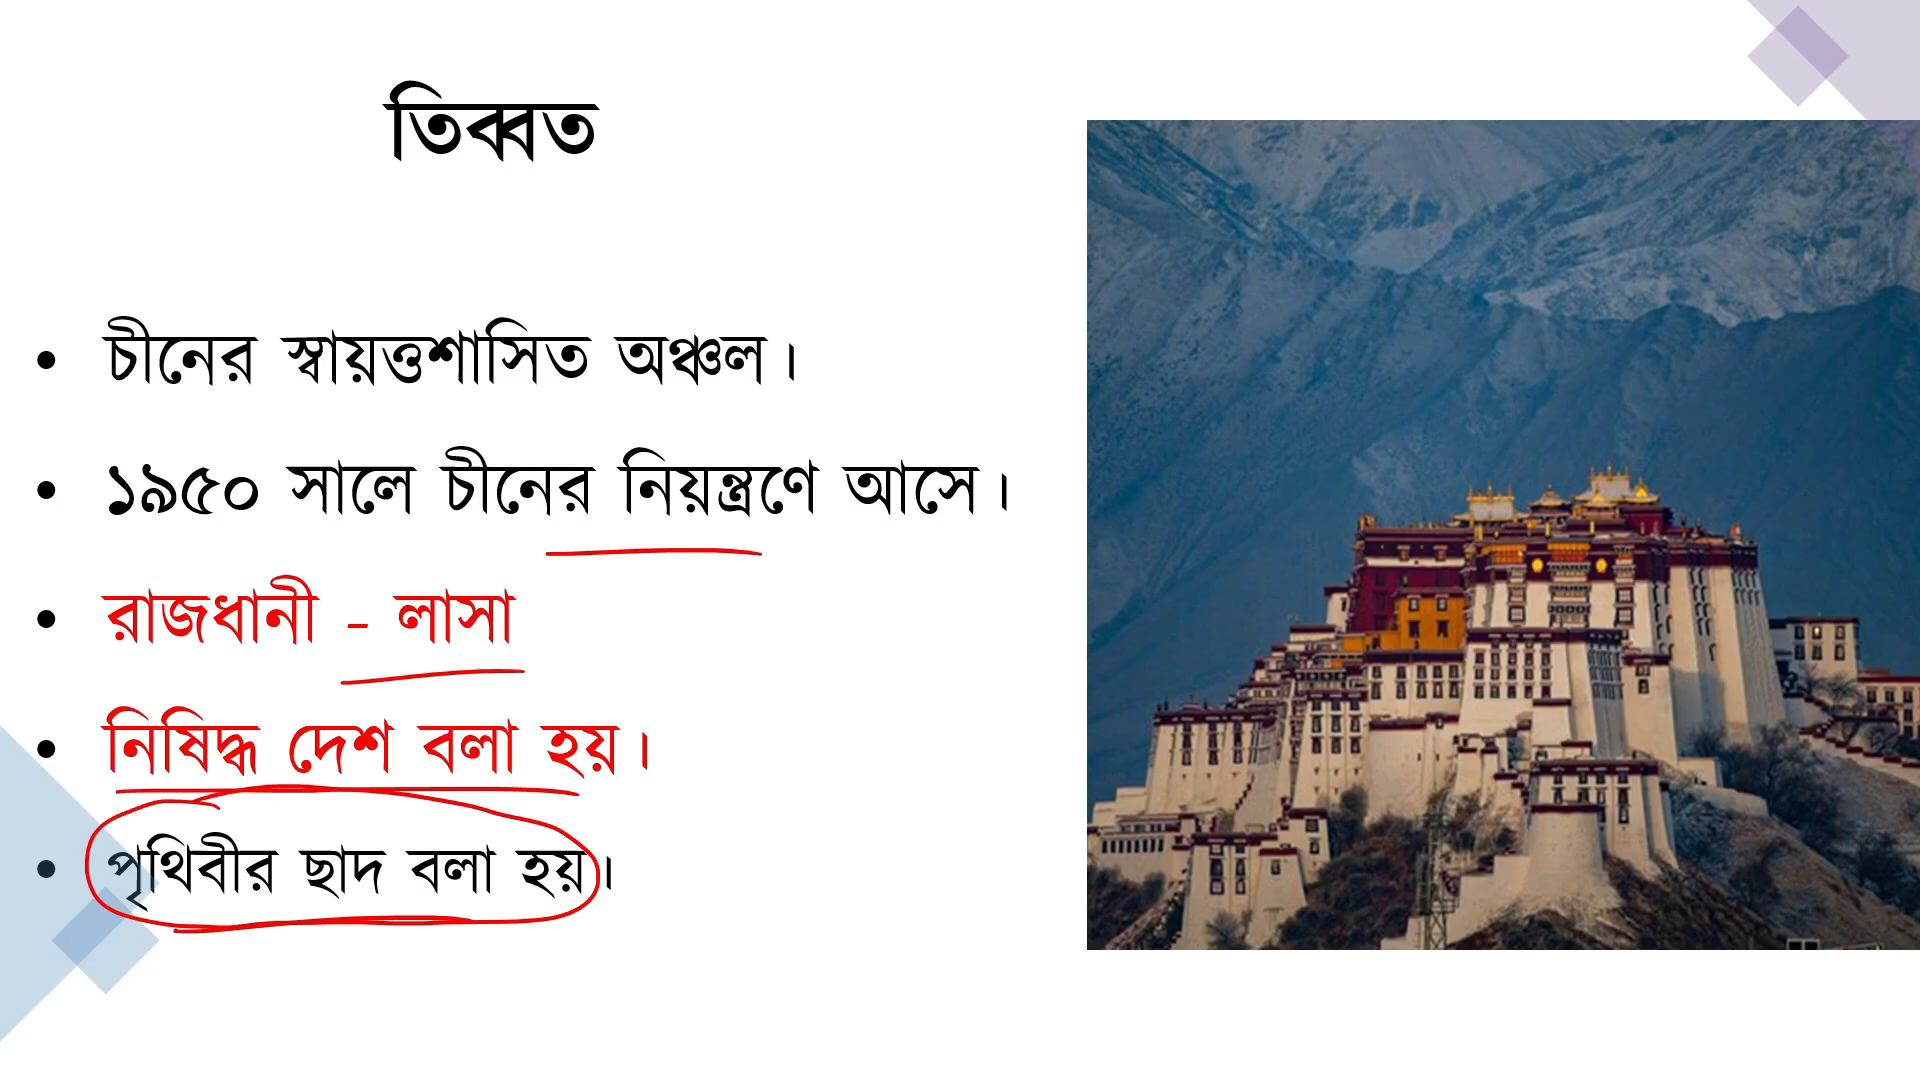 তিব্বত
• চীনের স্বায়ত্তশাসিত অঞ্চল।
• ১৯৫০ সালে চীনের নিয়ন্ত্রণে আসে।
• রাজধানী - লাসা
• নিষিদ্ধ দেশ বলা হয়।
• পৃথিবীর ছাদ বলা হয়।